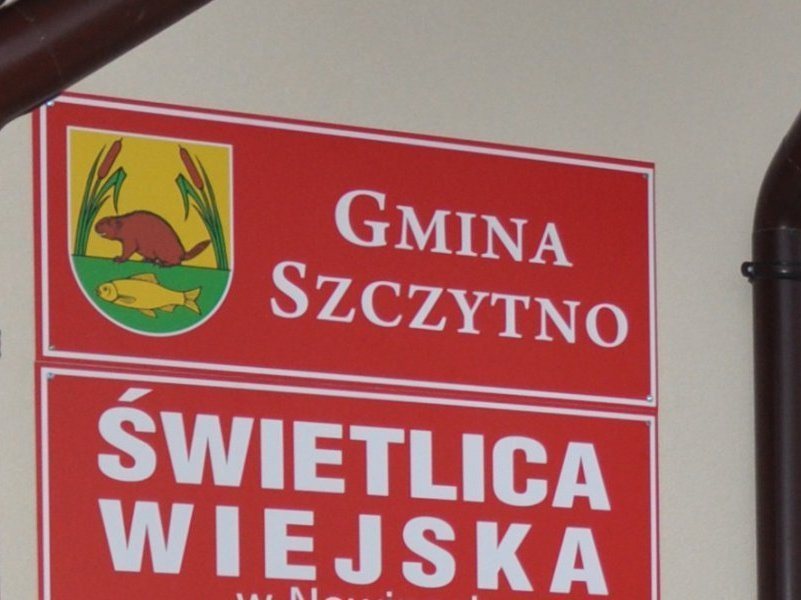 GMINA
SZCZYTNO
ŚWIETLICA
WIEJSKA
w